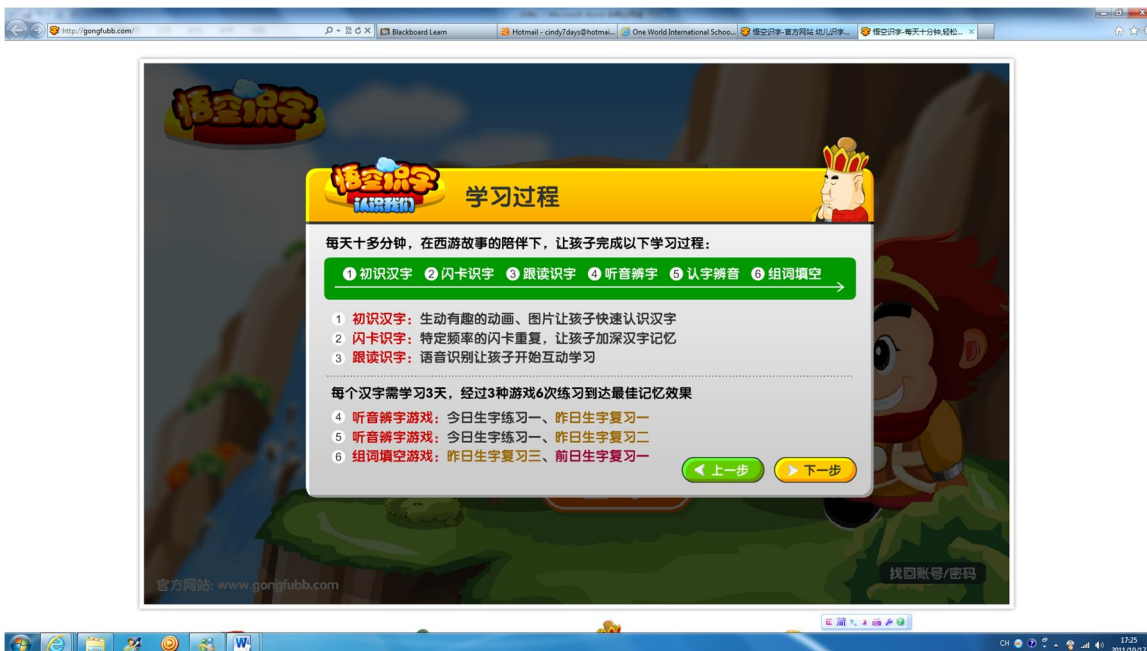 http://gongfubb.com/
Blackboard Learn
Hotmail - cindy7days@hotmai...
One World International Schoo...
悟空识字-官方网站 幼儿识字...
悟空识字-每天十分钟,轻松...
悟空识字
悟空识字
认识我们
学习过程
每天十多分钟，在西游故事的陪伴下，让孩子完成以下学习过程：
1 初识汉字 2 闪卡识字 3 跟读识字 4 听音辨字 5 认字辨音 6 组词填空
1 初识汉字：生动有趣的动画、图片让孩子快速认识汉字
2 闪卡识字：特定频率的闪卡重复，让孩子加深汉字记忆
3 跟读识字：语音识别让孩子开始互动学习
每个汉字需学习3天，经过3种游戏6次练习到达最佳记忆效果
4 听音辨字游戏：今日生字练习一、昨日生字复习一
5 听音辨字游戏：今日生字练习一、昨日生字复习二
6 组词填空游戏：昨日生字复习三、前日生字复习一
上一步
下一步
找回账号/密码
官方网站: www.gongfubb.com
CH
17:25